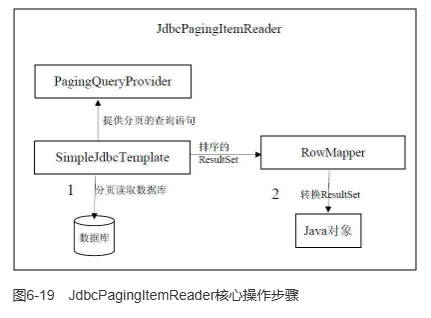 JdbcPagingItemReader
PagingQueryProvider
提供分页的查询语句
SimpleJdbcTemplate
排序的
ResultSet
RowMapper
1
分页读取数据库
2
转换ResultSet
数据库
Java对象
图6-19 JdbcPagingItemReader核心操作步骤